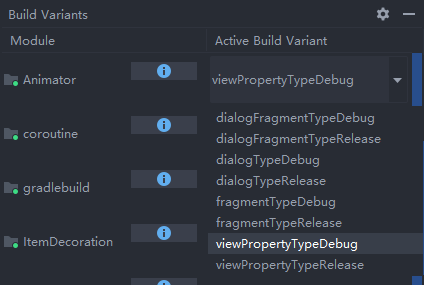 Build Variants
Module
Active Build Variant
Animator
viewPropertyTypeDebug
dialogFragmentTypeDebug
coroutine
dialogFragmentTypeRelease
dialogTypeDebug
dialogTypeRelease
gradlebuild
fragmentTypeDebug
fragmentTypeRelease
ItemDecoration
viewPropertyTypeDebug
viewPropertyTypeRelease